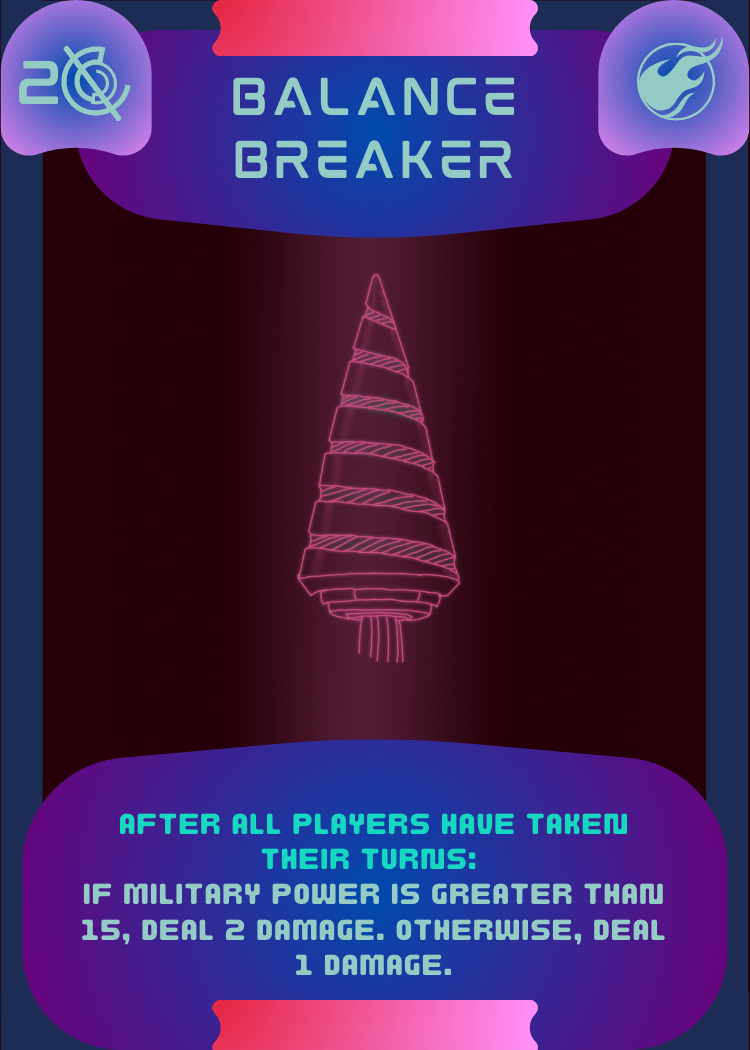 2
BALANCE
BREAKER
AFTER ALL PLAYERS HAVE TAKEN
THEIR TURNS:
IF MILITARY POWER IS GREATER THAN
15, DEAL 2 DAMAGE. OTHERWISE, DEAL
1 DAMAGE.